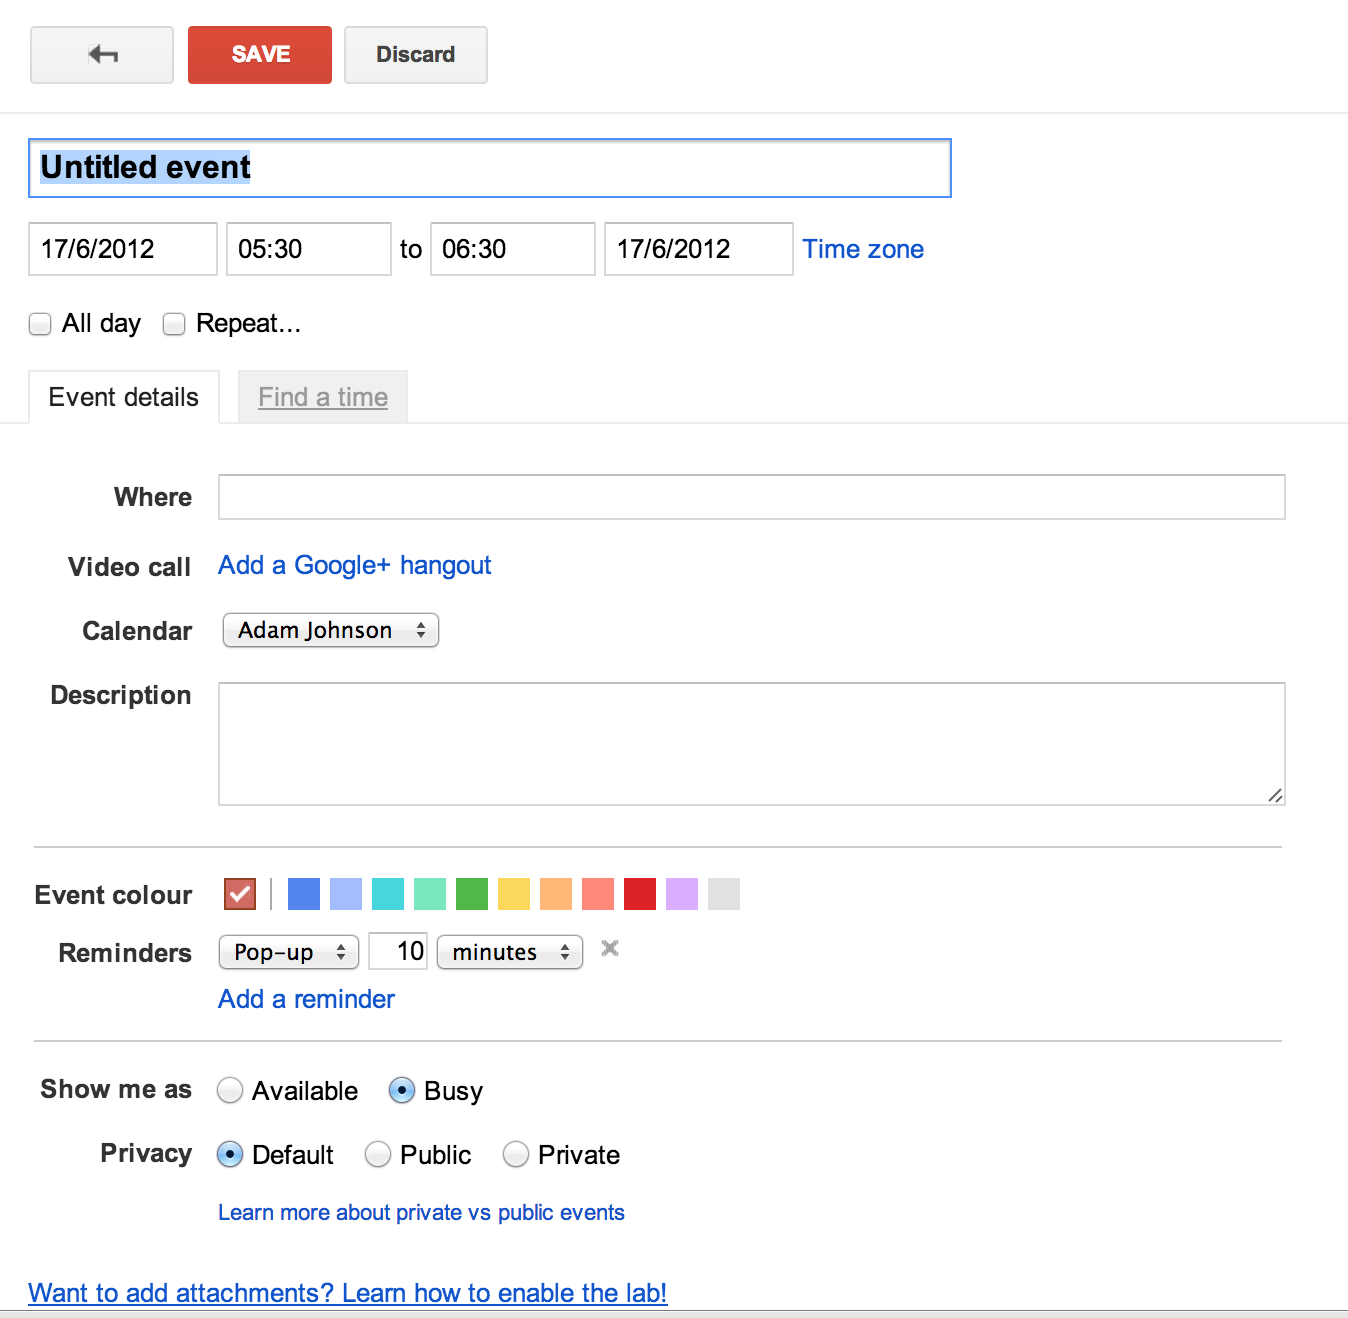 SAVE Discard
Untitled event
17/6/2012 05:30 to 06:30 17/6/2012 Time zone
All day Repeat...
Event details Find a time
Where
Video call Add a Google+ hangout
Calendar Adam Johnson
Description
Event colour
Reminders Pop-up 10 minutes
Add a reminder
Show me as Available Busy
Privacy Default Public Private
Learn more about private vs public events
Want to add attachments? Learn how to enable the lab!